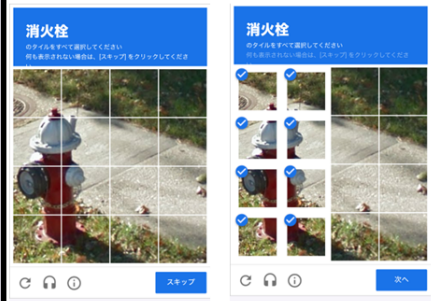 消火栓
のタイルをすべて選択してください
何も表示されない場合は、[スキップ] をクリックしてくださ
スキップ
消火栓
のタイルをすべて選択してください
何も表示されない場合は、[スキップ] をクリックしてくださ
次へ